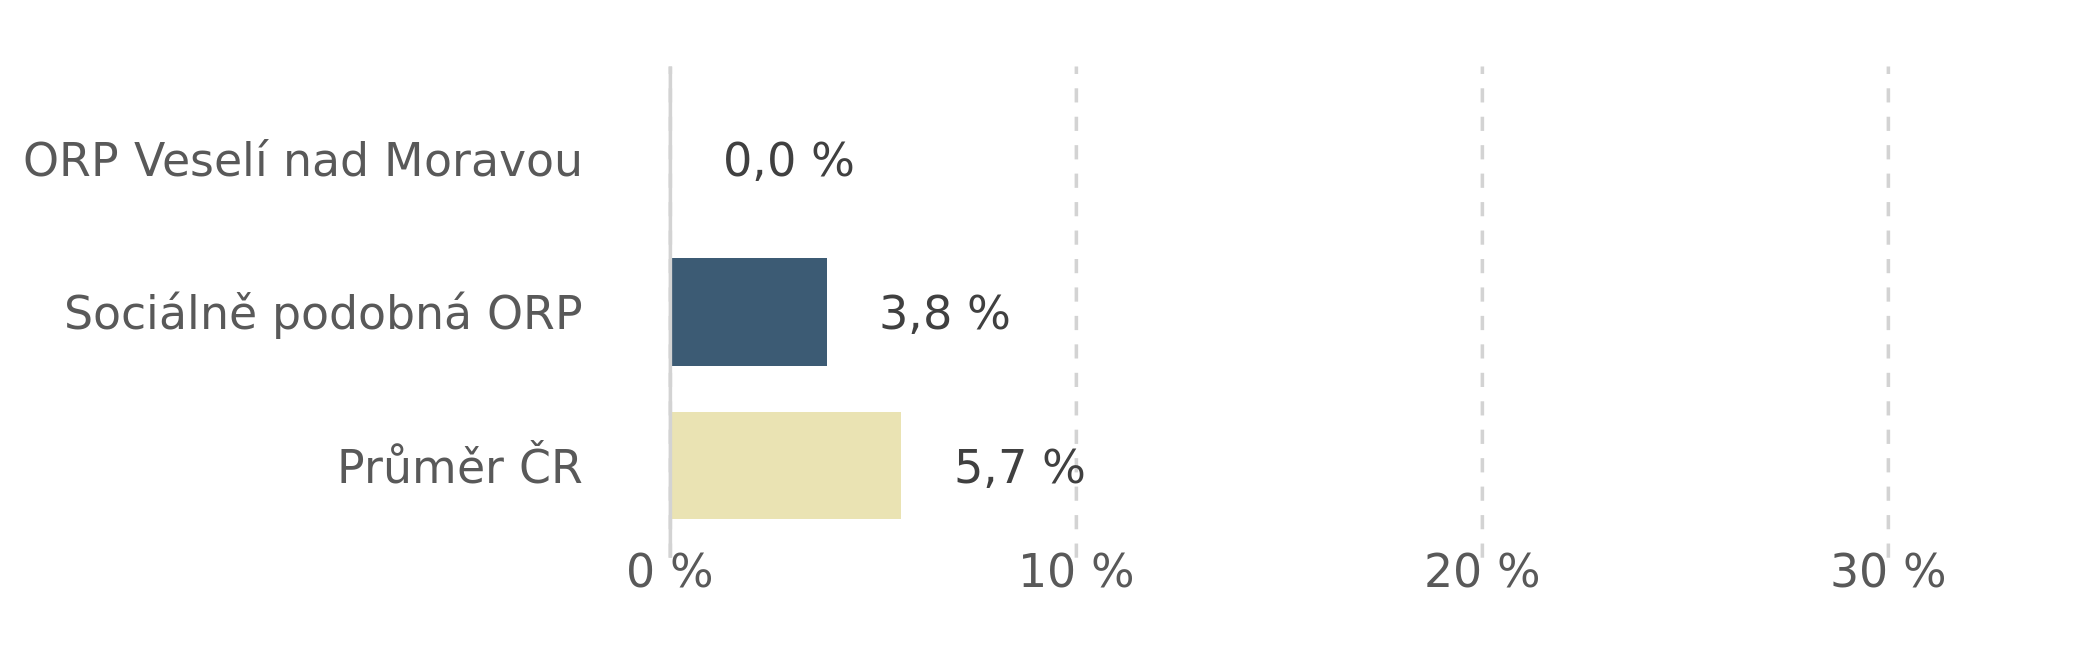 ORP Veselí nad Moravou 0,0 %
Sociálně podobná ORP 3,8 %
Průměr ČR 5,7 %
0 % 10 % 20 % 30 %